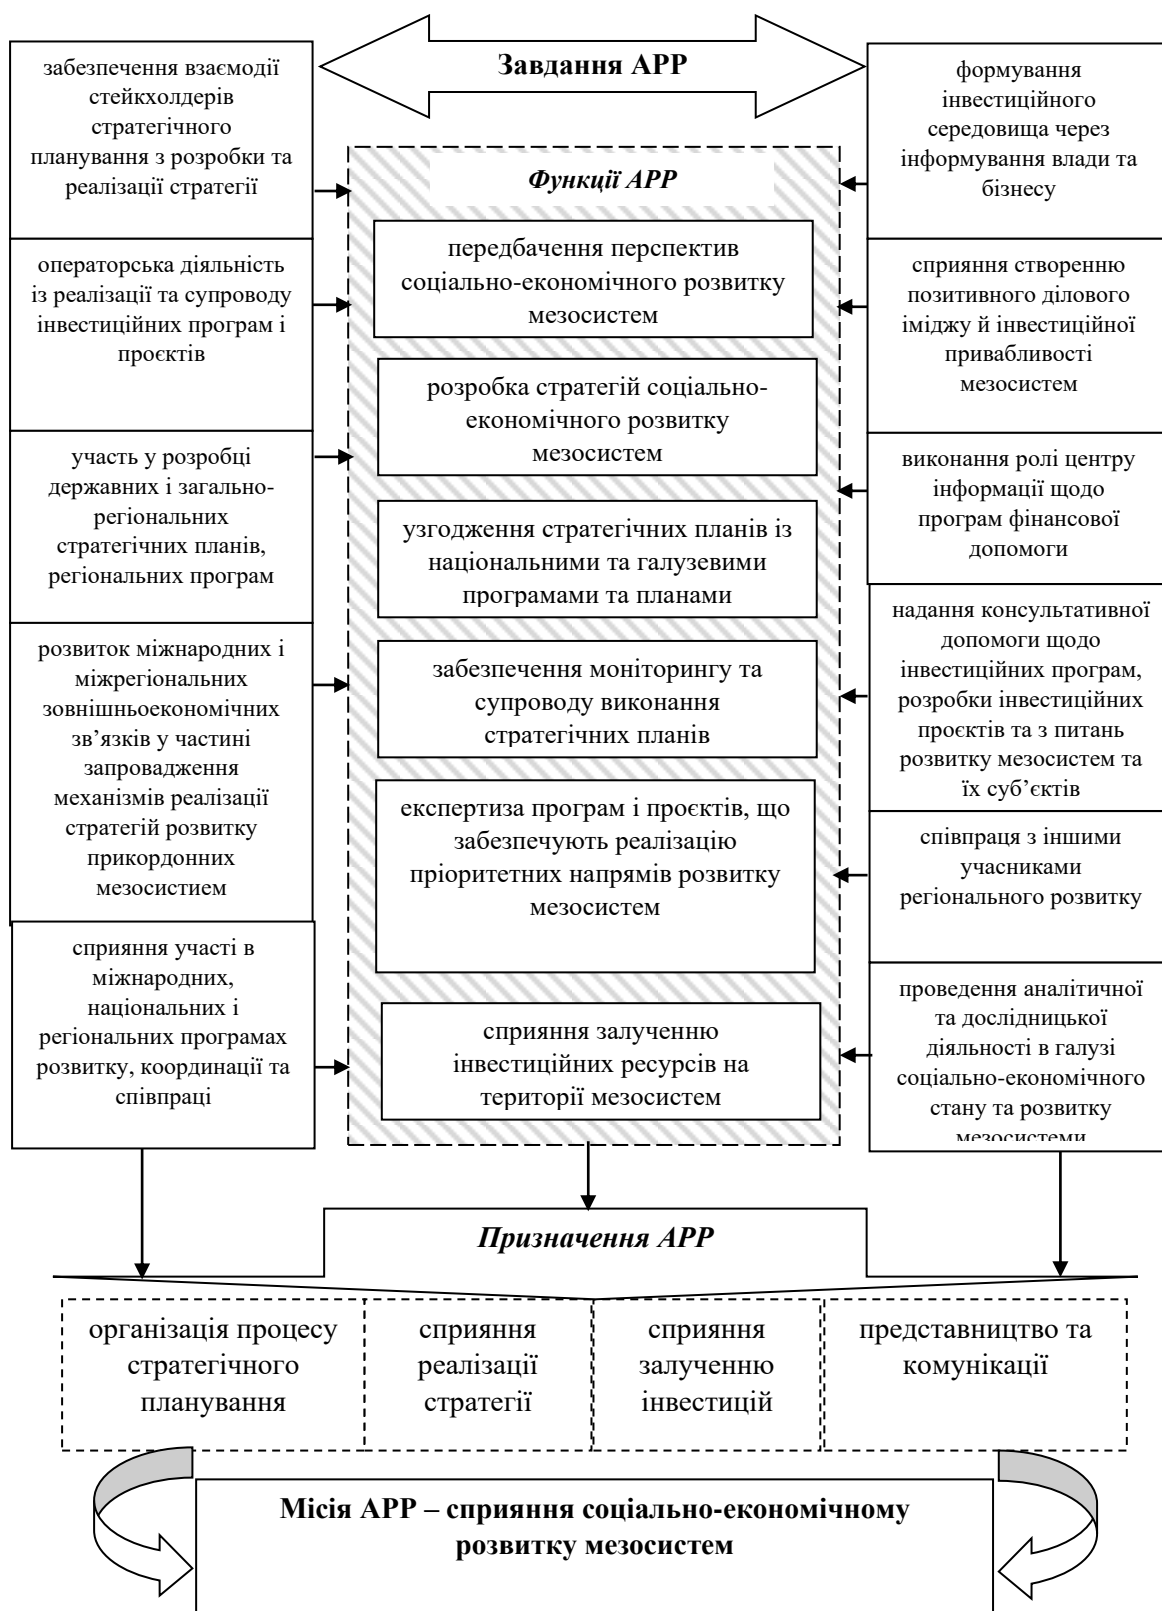 Завдання АРР
забезпечення взаємодії
стейкхолдерів
стратегічного
планування з розробки та
реалізації стратегії
операторська діяльність
із реалізації та супроводу
інвестиційних програм і
проєктів
участь у розробці
державних і загально-
регіональних
стратегічних планів,
регіональних програм
розвиток міжнародних і
міжрегіональних
зовнішньоекономічних
зв’язків у частині
запровадження
механізмів реалізації
стратегій розвитку
прикордонних
мезосистием
сприяння участі в
міжнародних,
національних і
регіональних програмах
розвитку, координації та
співпраці
Функції АРР
передбачення перспектив
соціально-економічного розвитку
мезосистем
розробка стратегій соціально-
економічного розвитку
мезосистем
узгодження стратегічних планів із
національними та галузевими
програмами та планами
забезпечення моніторингу та
супроводу виконання
стратегічних планів
експертиза програм і проєктів, що
забезпечують реалізацію
пріоритетних напрямів розвитку
мезосистем
сприяння залученню
інвестиційних ресурсів на
території мезосистем
формування
інвестиційного
середовища через
інформування влади та
бізнесу
сприяння створенню
позитивного ділового
іміджу й інвестиційної
привабливості
мезосистем
виконання ролі центру
інформації щодо
програм фінансової
допомоги
надання консультативної
допомоги щодо
інвестиційних програм,
розробки інвестиційних
проєктів та з питань
розвитку мезосистем та
їх суб’єктів
співпраця з іншими
учасниками
регіонального розвитку
проведення аналітичної
та дослідницької
діяльності в галузі
соціально-економічного
стану та розвитку
мезосистеми
Призначення АРР
організація процесу
стратегічного
планування
сприяння
реалізації
стратегії
сприяння
залученню
інвестицій
представництво та
комунікації
Місія АРР – сприяння соціально-економічному
розвитку мезосистем